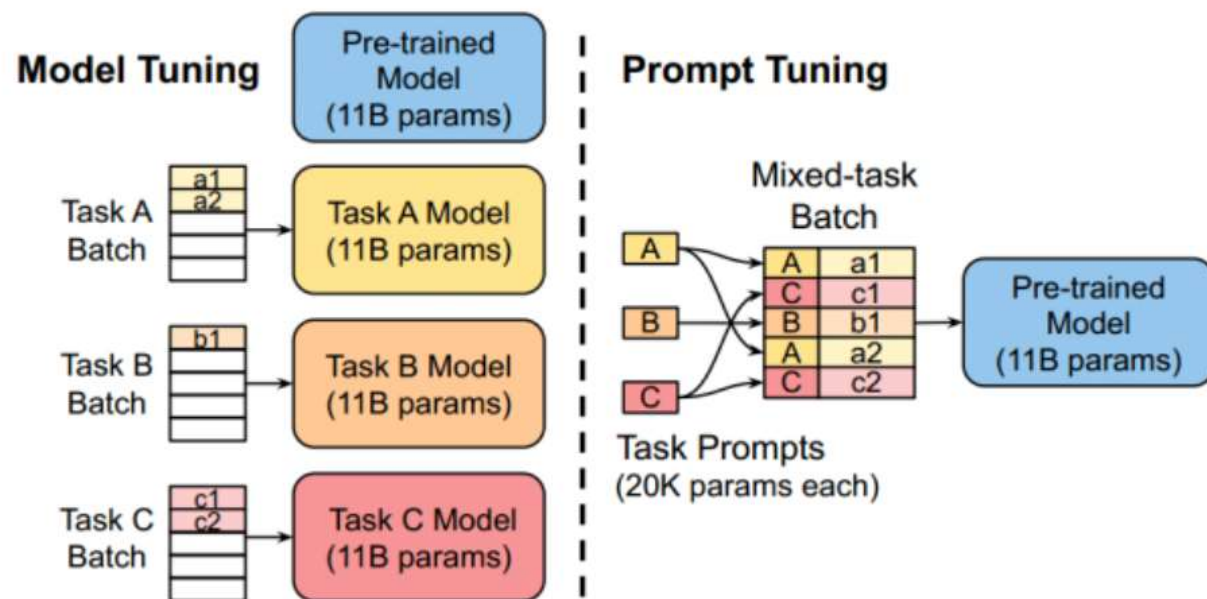 Model Tuning
Pre-trained
Model
(11B params)
a1
a2
Task A
Batch
Task A Model
(11B params)
b1
Task B
Batch
Task B Model
(11B params)
c1
c2
Task C
Batch
Task C Model
(11B params)
Prompt Tuning
Mixed-task
Batch
A
B
C
A a1
C c1
B b1
A a2
C c2
Task Prompts
(20K params each)
Pre-trained
Model
(11B params)